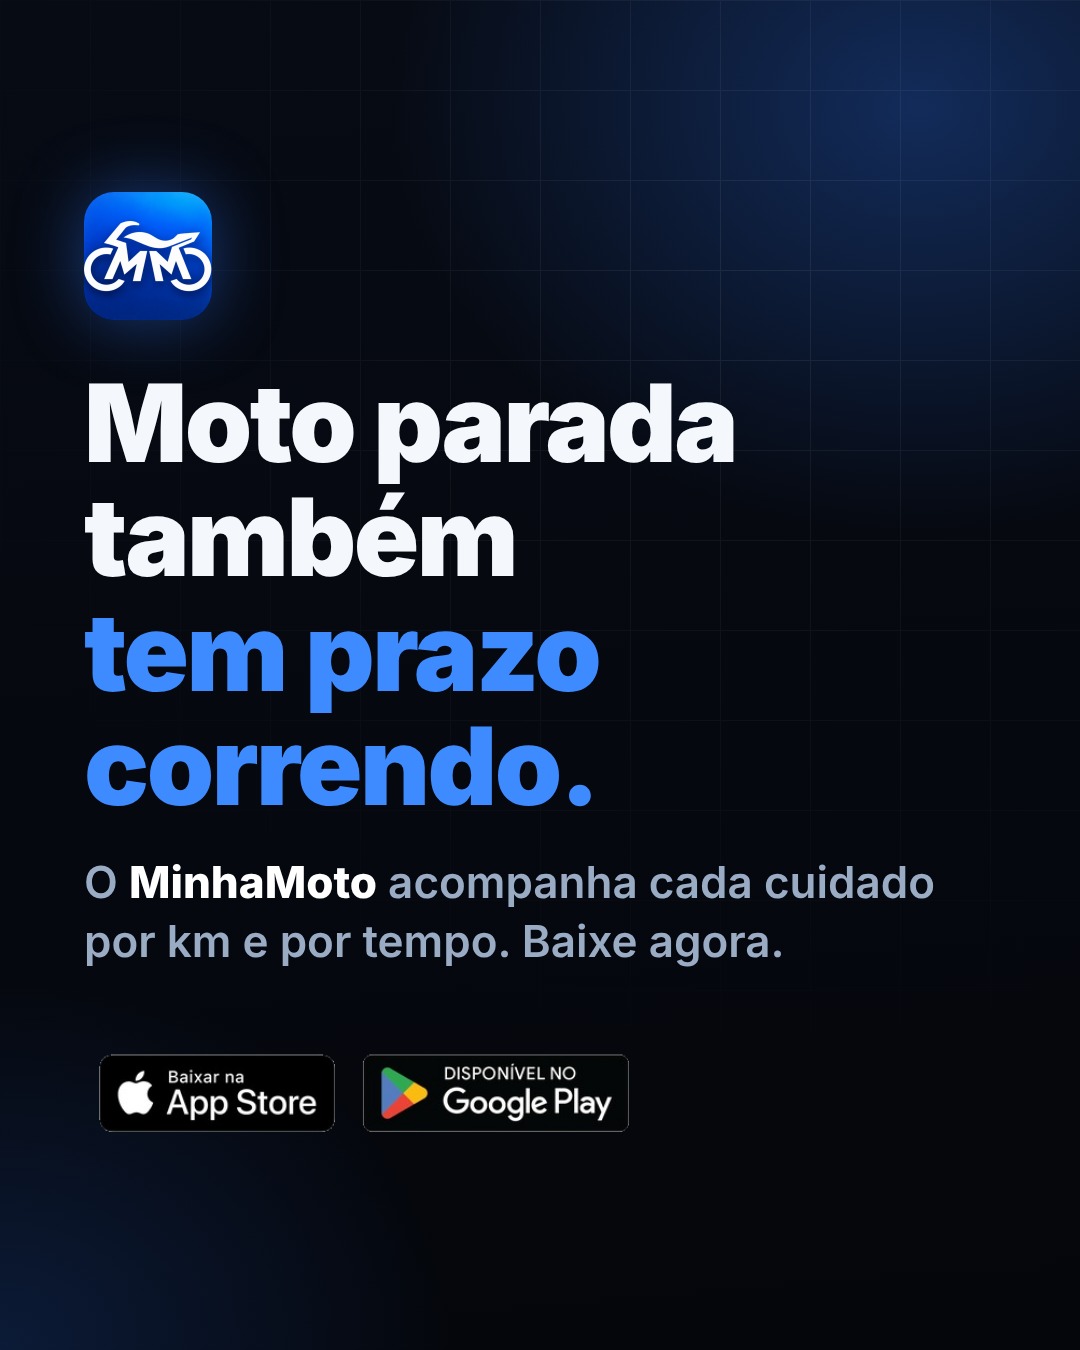 MM
Moto parada
também
tem prazo
correndo.
O MinhaMoto acompanha cada cuidado
por km e por tempo. Baixe agora.
Baixar na
App Store
DISPONÍVEL NO
Google Play